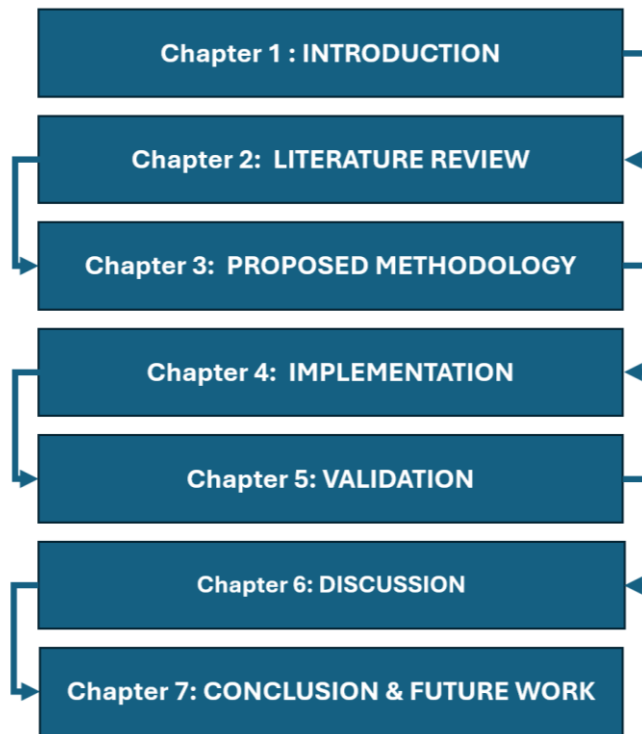 Chapter 1 : INTRODUCTION
Chapter 2: LITERATURE REVIEW
Chapter 3: PROPOSED METHODOLOGY
Chapter 4: IMPLEMENTATION
Chapter 5: VALIDATION
Chapter 6: DISCUSSION
Chapter 7: CONCLUSION & FUTURE WORK